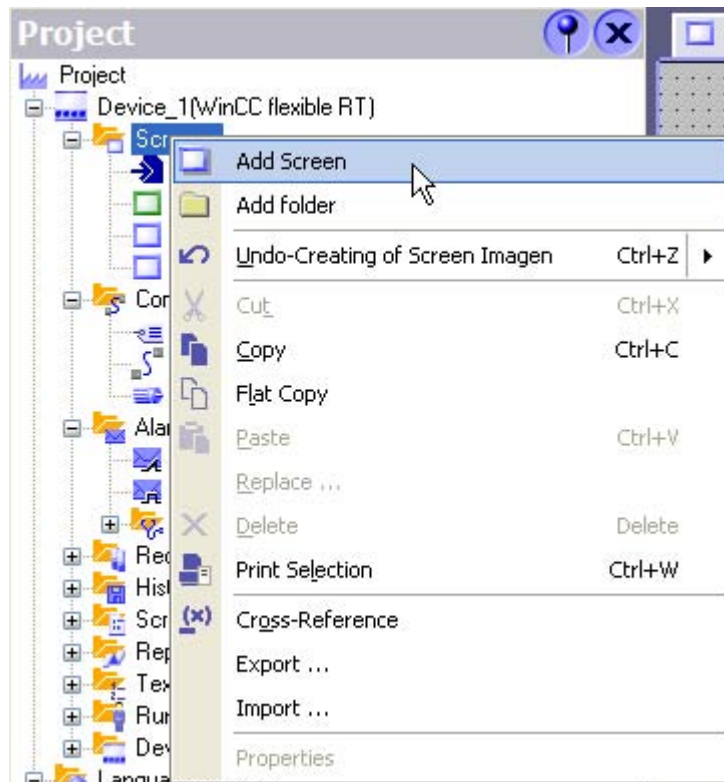 Project
Project
Device_1(WinCC flexible RT)
Scr
Add Screen
Add folder
Undo-Creating of Screen Imagen Ctrl+Z
Cut Ctrl+X
Cor
Copy Ctrl+C
Flat Copy
Alar
Paste Ctrl+V
Replace ...
Delete Delete
Rec
Print Selection Ctrl+W
Hist
Scr
(x) Cross-Reference
Rep
Export ...
Tex
Run
Import ...
Dev
Properties
Langua